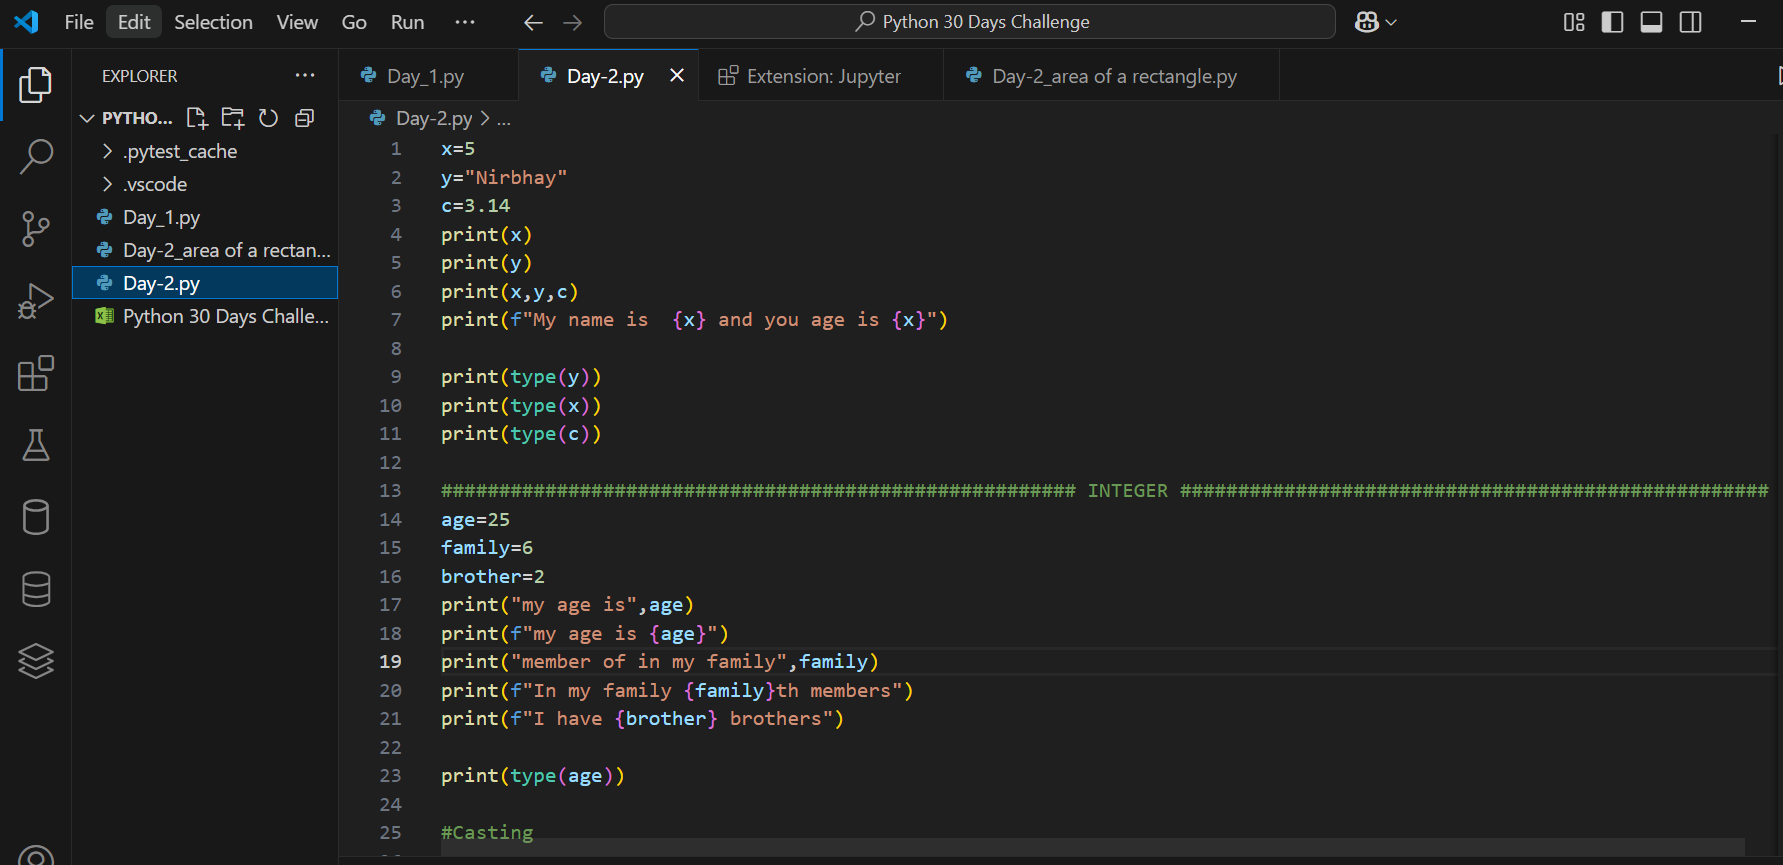 File Edit Selection View Go Run ··· Python 30 Days Challenge
EXPLORER ···
Day_1.py Day-2.py Extension: Jupyter Day-2_area of a rectangle.py
PYTHO...
Day-2.py > ...
.pytest_cache
.vscode
Day_1.py
Day-2_area of a rectan...
Day-2.py
Python 30 Days Challe...
1 x=5
2 y="Nirbhay"
3 c=3.14
4 print(x)
5 print(y)
6 print(x,y,c)
7 print(f"My name is  {x} and you age is {x}")
8
9 print(type(y))
10 print(type(x))
11 print(type(c))
12
13 ####################################################### INTEGER ###################################################
14 age=25
15 family=6
16 brother=2
17 print("my age is",age)
18 print(f"my age is {age}")
19 print("member of in my family",family)
20 print(f"In my family {family}th members")
21 print(f"I have {brother} brothers")
22
23 print(type(age))
24
25 #Casting